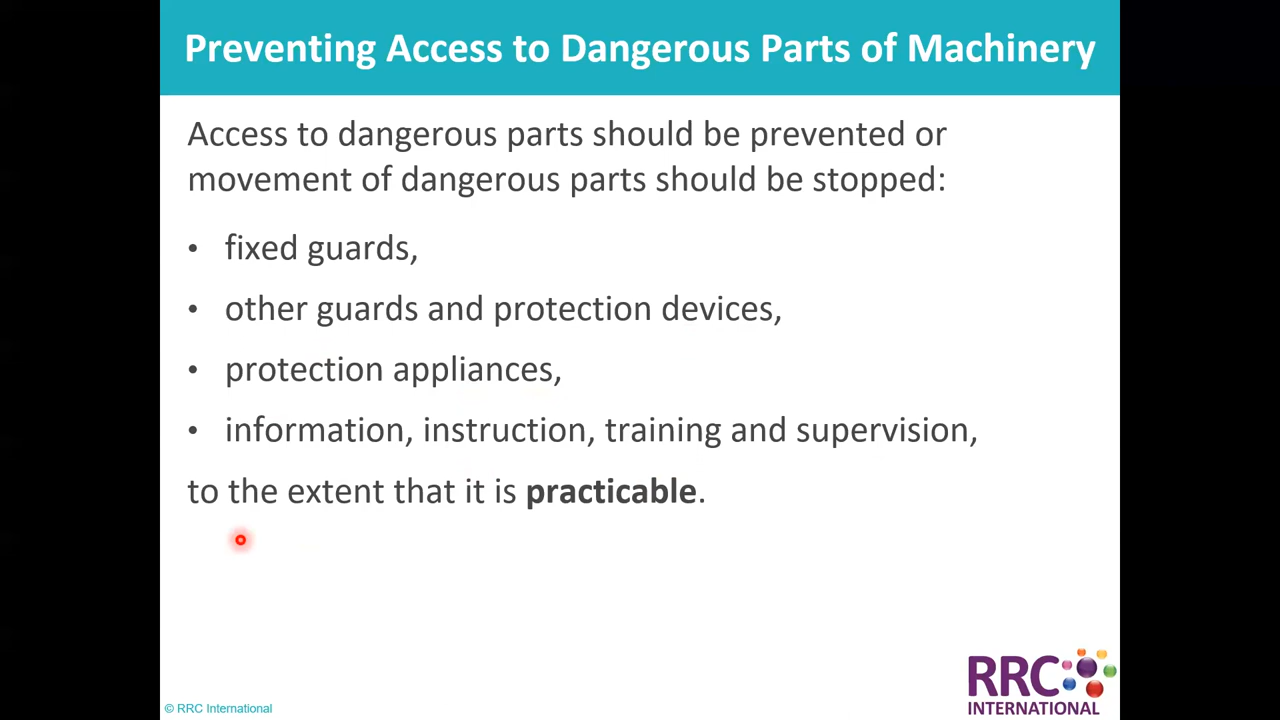 Preventing Access to Dangerous Parts of Machinery
Access to dangerous parts should be prevented or
movement of dangerous parts should be stopped:
• fixed guards,
• other guards and protection devices,
• protection appliances,
• information, instruction, training and supervision,
to the extent that it is practicable.
RRC
INTERNATIONAL
© RRC International